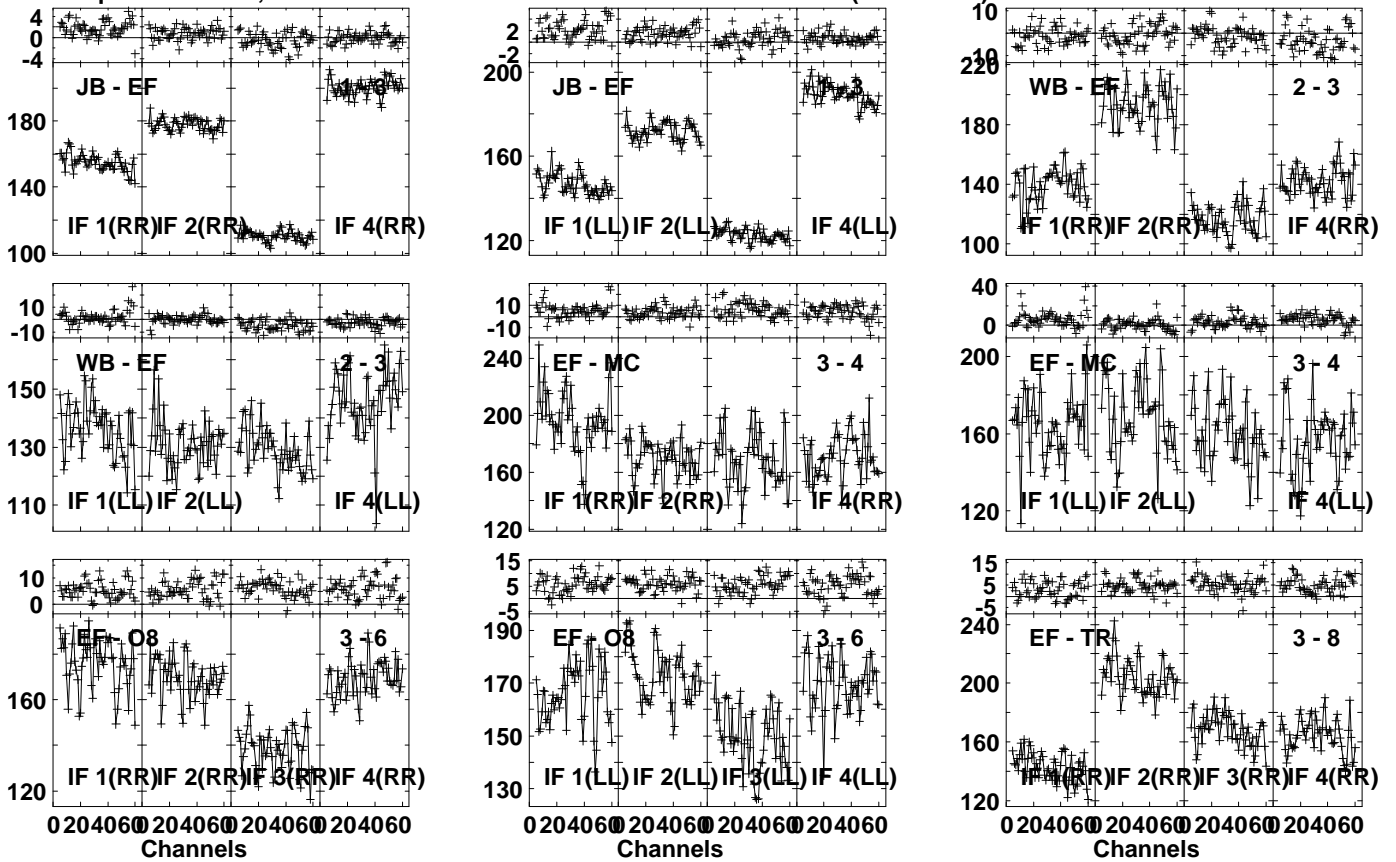 4 2 10
0 -2 10
-4 220
JB - EF 1 - 3 200 JB - EF 1 - 3 WB - EF 2 - 3
180 160 180
140 140
IF 1(RR) IF 2(RR) IF 4(RR) IF 1(LL) IF 2(LL) IF 4(LL) IF 1(RR) IF 2(RR) IF 4(RR)
100 120 100
10 10 40
-10 -10 0
WB - EF 2 - 3 240 EF - MC 3 - 4 200 EF - MC 3 - 4
150 200 160
130 160
110 IF 1(LL) IF 2(LL) IF 4(LL) IF 1(RR) IF 2(RR) IF 4(RR) 120 IF 1(LL) IF 2(LL) IF 4(LL)
120
10 15 15
0 5 5
-5 -5
EF - O8 3 - 6 190 EF - O8 3 - 6 240 EF - TR 3 - 8
160 170 200
150 160
120 IF 1(RR) IF 2(RR) IF 3(RR) IF 4(RR) 130 IF 1(LL) IF 2(LL) IF 3(LL) IF 4(LL) 120 IF 1(RR) IF 2(RR) IF 3(RR) IF 4(RR)
0 20 40 60 0 20 40 60 0 20 40 60 0 20 40 60 0 20 40 60 0 20 40 60 0 20 40 60 0 20 40 60 0 20 40 60 0 20 40 60 0 20 40 60 0 20 40 60
Channels Channels Channels